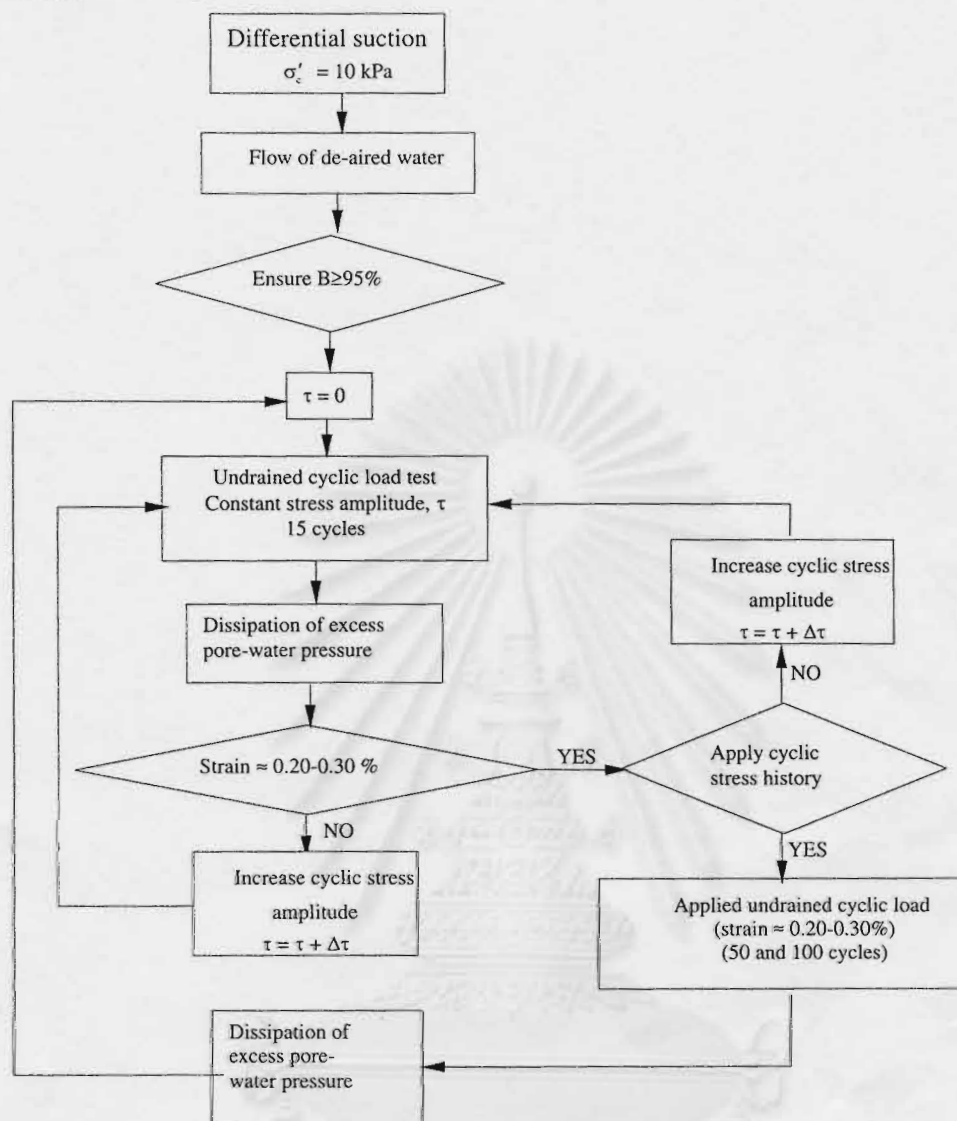 Differential suction
σ'c = 10 kPa
Flow of de-aired water
Ensure B≥95%
τ = 0
Undrained cyclic load test
Constant stress amplitude, τ
15 cycles
Increase cyclic stress
amplitude
τ = τ + Δτ
Dissipation of excess
pore-water pressure
NO
Strain ≈ 0.20-0.30 %
YES
Apply cyclic
stress history
NO
YES
Increase cyclic stress
amplitude
τ = τ + Δτ
Applied undrained cyclic load
(strain ≈ 0.20-0.30%)
(50 and 100 cycles)
Dissipation of
excess pore-
water pressure